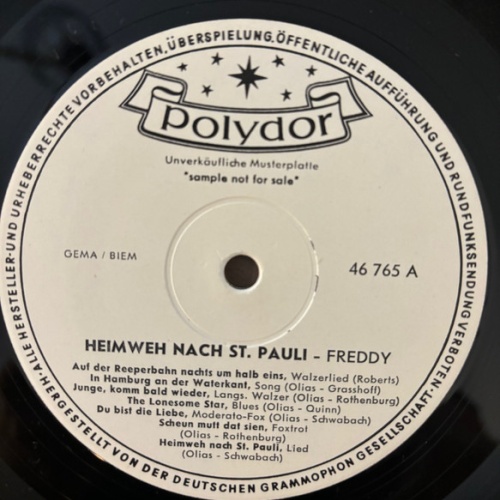 ·ALLE HERSTELLER-UND URHEBERRECHTE VORBEHALTEN,ÜBERSPIELUNG,ÖFFENTLICHE AUFFÜHRUNG UND RUNDFUNKSENDUNG VERBOTEN·
Polydor
Unverkäufliche Musterplatte
"sample not for sale"
GEMA / BIEM
46 765 A
HEIMWEH NACH ST. PAULI – FREDDY
Auf der Reeperbahn nachts um halb eins, Walzerlied (Roberts)
In Hamburg an der Waterkant, Song (Olias - Grasshoff)
Junge, komm bald wieder, Langs. Walzer (Olias - Rothenburg)
The Lonesome Star, Blues (Olias - Quinn)
Du bist die Liebe, Moderato-Fox (Olias - Schwabach)
Scheun mutt dat sien, Foxtrot
(Olias - Rothenburg)
Heimweh nach St. Pauli, Lied
(Olias - Schwabach)
HERGESTELLT VON DER DEUTSCHEN GRAMMOPHON GESELLSCHAFT·